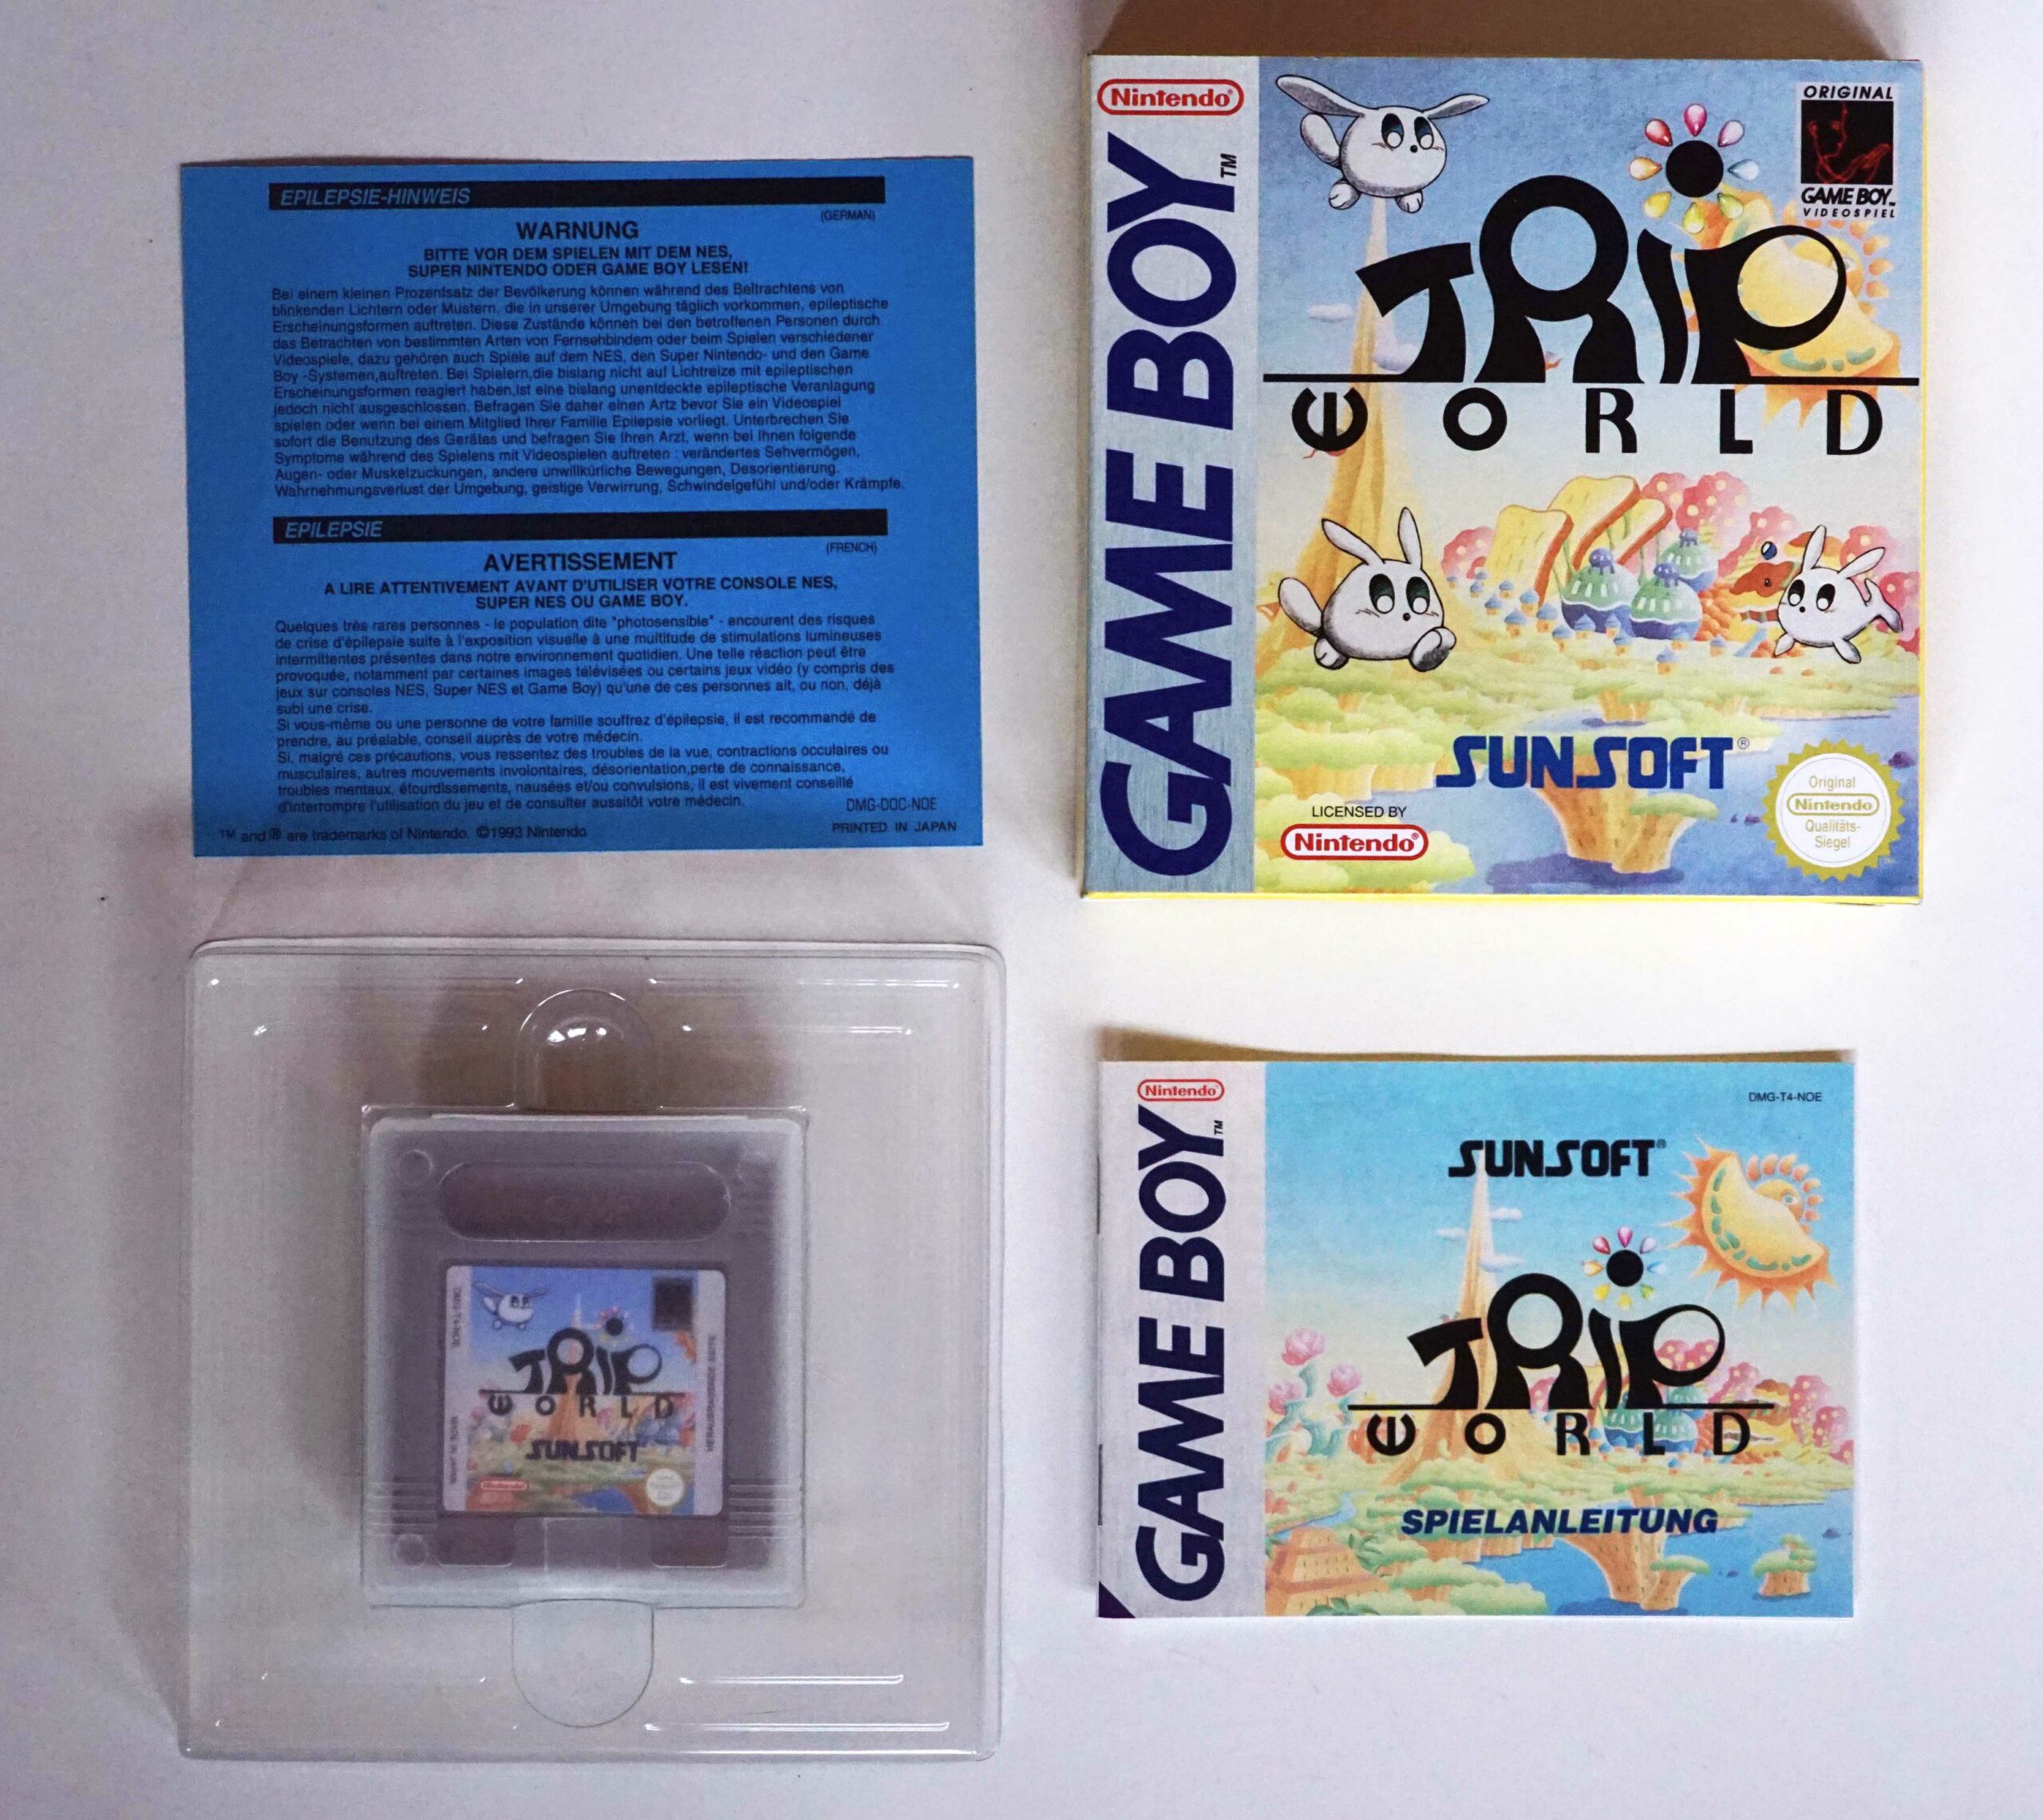 EPILEPSIE-HINWEIS
(GERMAN)
WARNUNG
BITTE VOR DEM SPIELEN MIT DEM NES,
SUPER NINTENDO ODER GAME BOY LESEN!
Bei einem kleinen Prozentsatz der Bevölkerung können während des Beltrachtens von
blinkenden Lichtern oder Mustern, die in unserer Umgebung täglich vorkommen, epileptische
Erscheinungsformen auftreten. Diese Zustände können bei den betroffenen Personen durch
das Betrachten von bestimmten Arten von Fernsehbindern oder beim Spielen verschiedener
Videospiele, dazu gehören auch Spiele auf dem NES, den Super Nintendo- und den Game
Boy -Systemen,auftreten. Bei Spielern,die bislang nicht auf Lichtreize mit epileptischen
Erscheinungsformen reagiert haben,ist eine bislang unentdeckte epileptische Veranlagung
jedoch nicht ausgeschlossen. Befragen Sie daher einen Artz bevor Sie ein Videospiel
spielen oder wenn bei einem Mitglied Ihrer Familie Epilepsie vorliegt. Unterbrechen Sie
sofort die Benutzung des Gerätes und befragen Sie Ihren Arzt, wenn bei Ihnen folgende
Symptome während des Spielens mit Videospielen auftreten : verändertes Sehvermögen,
Augen- oder Muskelzuckungen, andere unwillkürliche Bewegungen, Desorientierung.
Wahrnehmungsverlust der Umgebung, geistige Verwirrung, Schwindelgefühl und/oder Krämpfe.
EPILEPSIE
(FRENCH)
AVERTISSEMENT
A LIRE ATTENTIVEMENT AVANT D'UTILISER VOTRE CONSOLE NES,
SUPER NES OU GAME BOY.
Quelques très rares personnes - le population dite "photosensible" - encourent des risques
de crise d'épilepsie suite à l'exposition visuelle à une multitude de stimulations lumineuses
intermittentes présentes dans notre environnement quotidien. Une telle réaction peut être
provoquée, notamment par certaines images télévisées ou certains jeux vidéo (y compris des
jeux sur consoles NES, Super NES et Game Boy) qu'une de ces personnes ait, ou non, déjà
subi une crise.
Si vous-même ou une personne de votre famille souffrez d'épilepsie, il est recommandé de
prendre, au préalable, conseil auprès de votre médecin.
Si, malgré ces précautions, vous ressentez des troubles de la vue, contractions occulaires ou
musculaires, autres mouvements involontaires, désorientation,perte de connaissance,
troubles mentaux, étourdissements, nausées et/ou convulsions, il est vivement conseillé
d'interrompre l'utilisation du jeu et de consulter aussitôt votre médecin.
DMG-DOC-NOE
TM and ® are trademarks of Nintendo. ©1993 Nintendo
PRINTED IN JAPAN
Nintendo®
GAME BOY TM
ORIGINAL
GAME BOY TM
VIDEOSPIEL
TRIP
WORLD
SUNSOFT®
LICENSED BY
Nintendo®
Original
Nintendo
Qualitäts-
Siegel
DMG-T4-NOE
MADE IN JAPAN
TRIP
WORLD
SUNSOFT
Nintendo
Nintendo®
GAME BOY TM
DMG-T4-NOE
SUNSOFT®
TRIP
WORLD
SPIELANLEITUNG